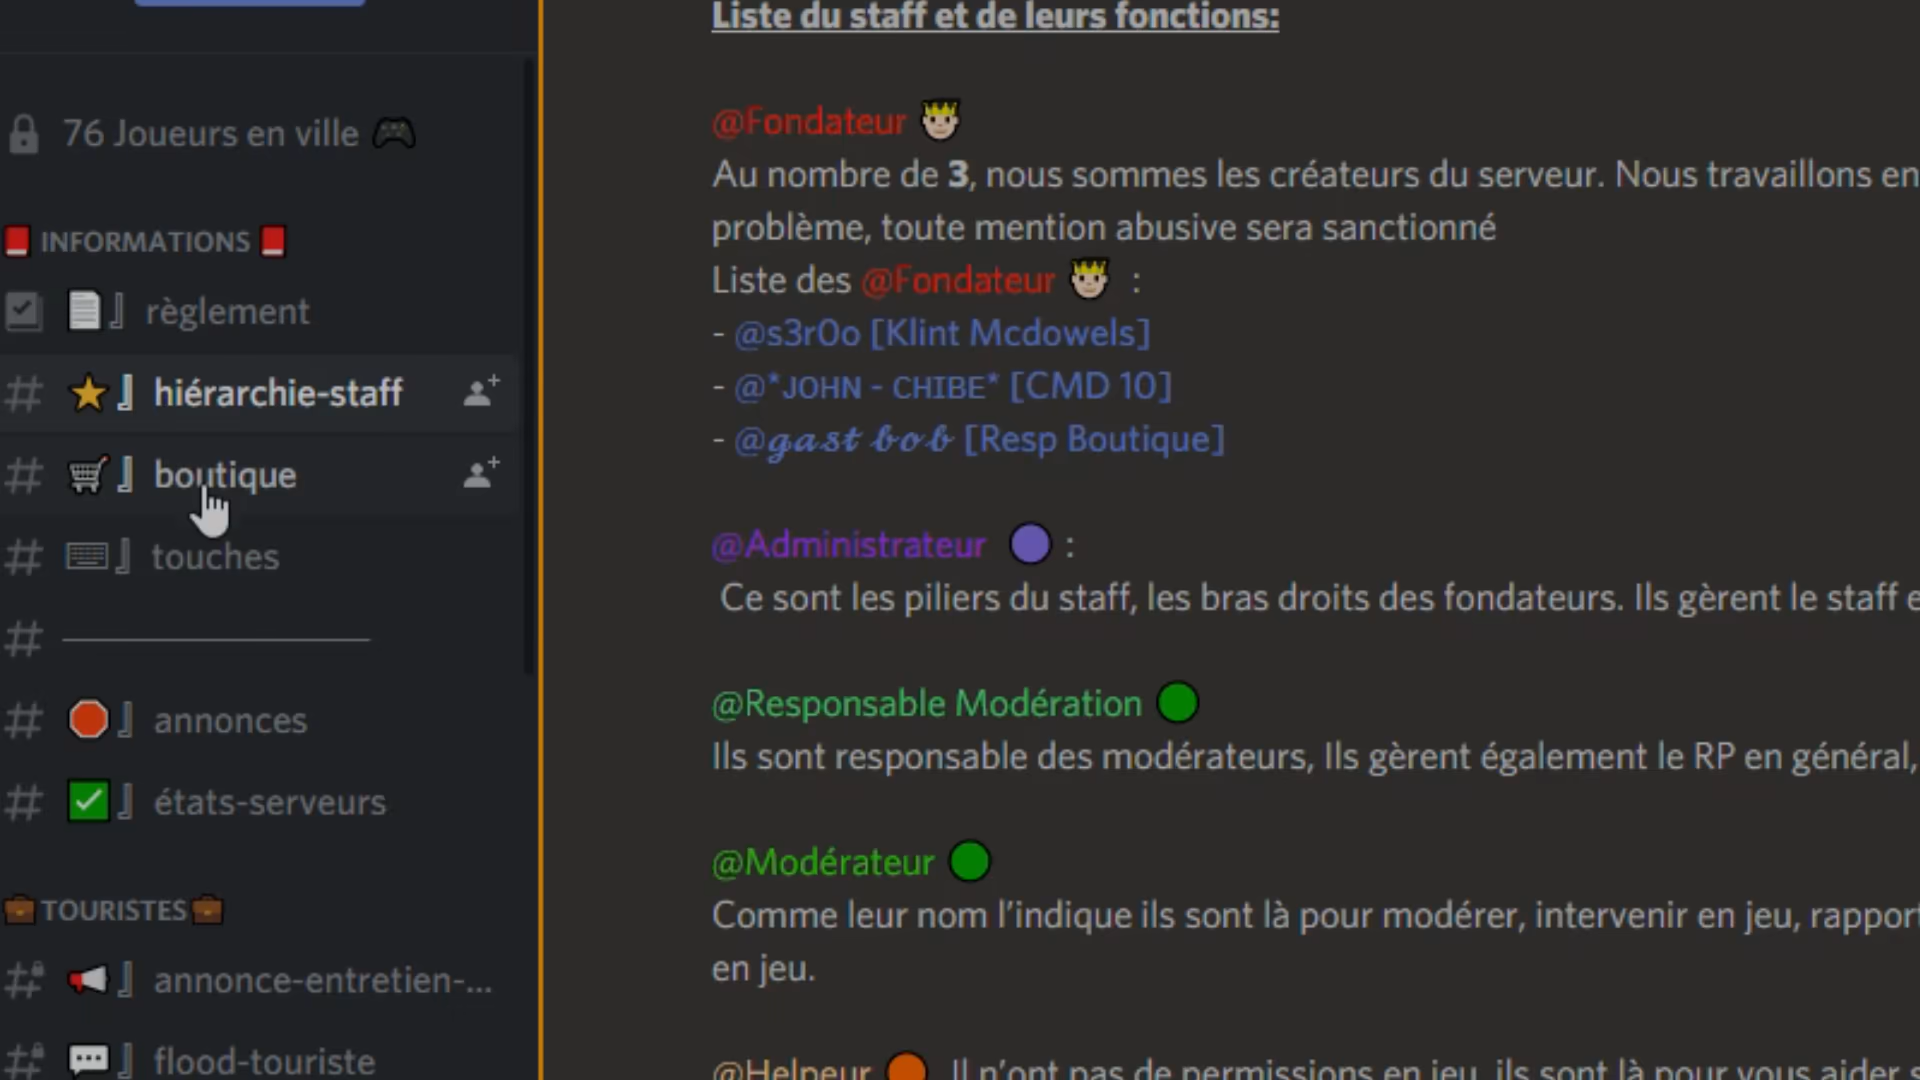 76 Joueurs en ville
INFORMATIONS
règlement
hiérarchie-staff
boutique
touches
annonces
états-serveurs
TOURISTES
annonce-entretien-...
flood-touriste
Liste du staff et de leurs fonctions:
@Fondateur
Au nombre de 3, nous sommes les créateurs du serveur. Nous travaillons en
problème, toute mention abusive sera sanctionné
Liste des @Fondateur :
- @s3r0o [Klint Mcdowels]
- @*JOHN - CHIBE* [CMD 10]
- @𝓰𝓪𝓼𝓽 𝓫𝓸𝓫 [Resp Boutique]
@Administrateur :
Ce sont les piliers du staff, les bras droits des fondateurs. Ils gèrent le staff e
@Responsable Modération
Ils sont responsable des modérateurs, Ils gèrent également le RP en général,
@Modérateur
Comme leur nom l'indique ils sont là pour modérer, intervenir en jeu, rapport
en jeu.
@Helpeur Il n'ont pas de permissions en jeu, ils sont là pour vous aider s